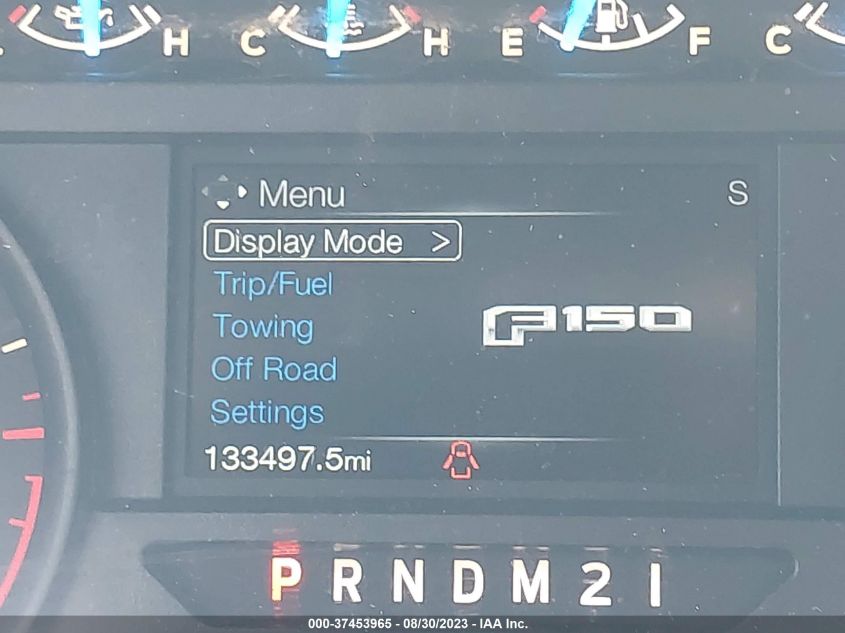 H C H E F C
Menu S
Display Mode >
Trip/Fuel
Towing
F150
Off Road
Settings
133497.5mi
P R N D M 2 1
000-37453965 - 08/30/2023 - IAA Inc.